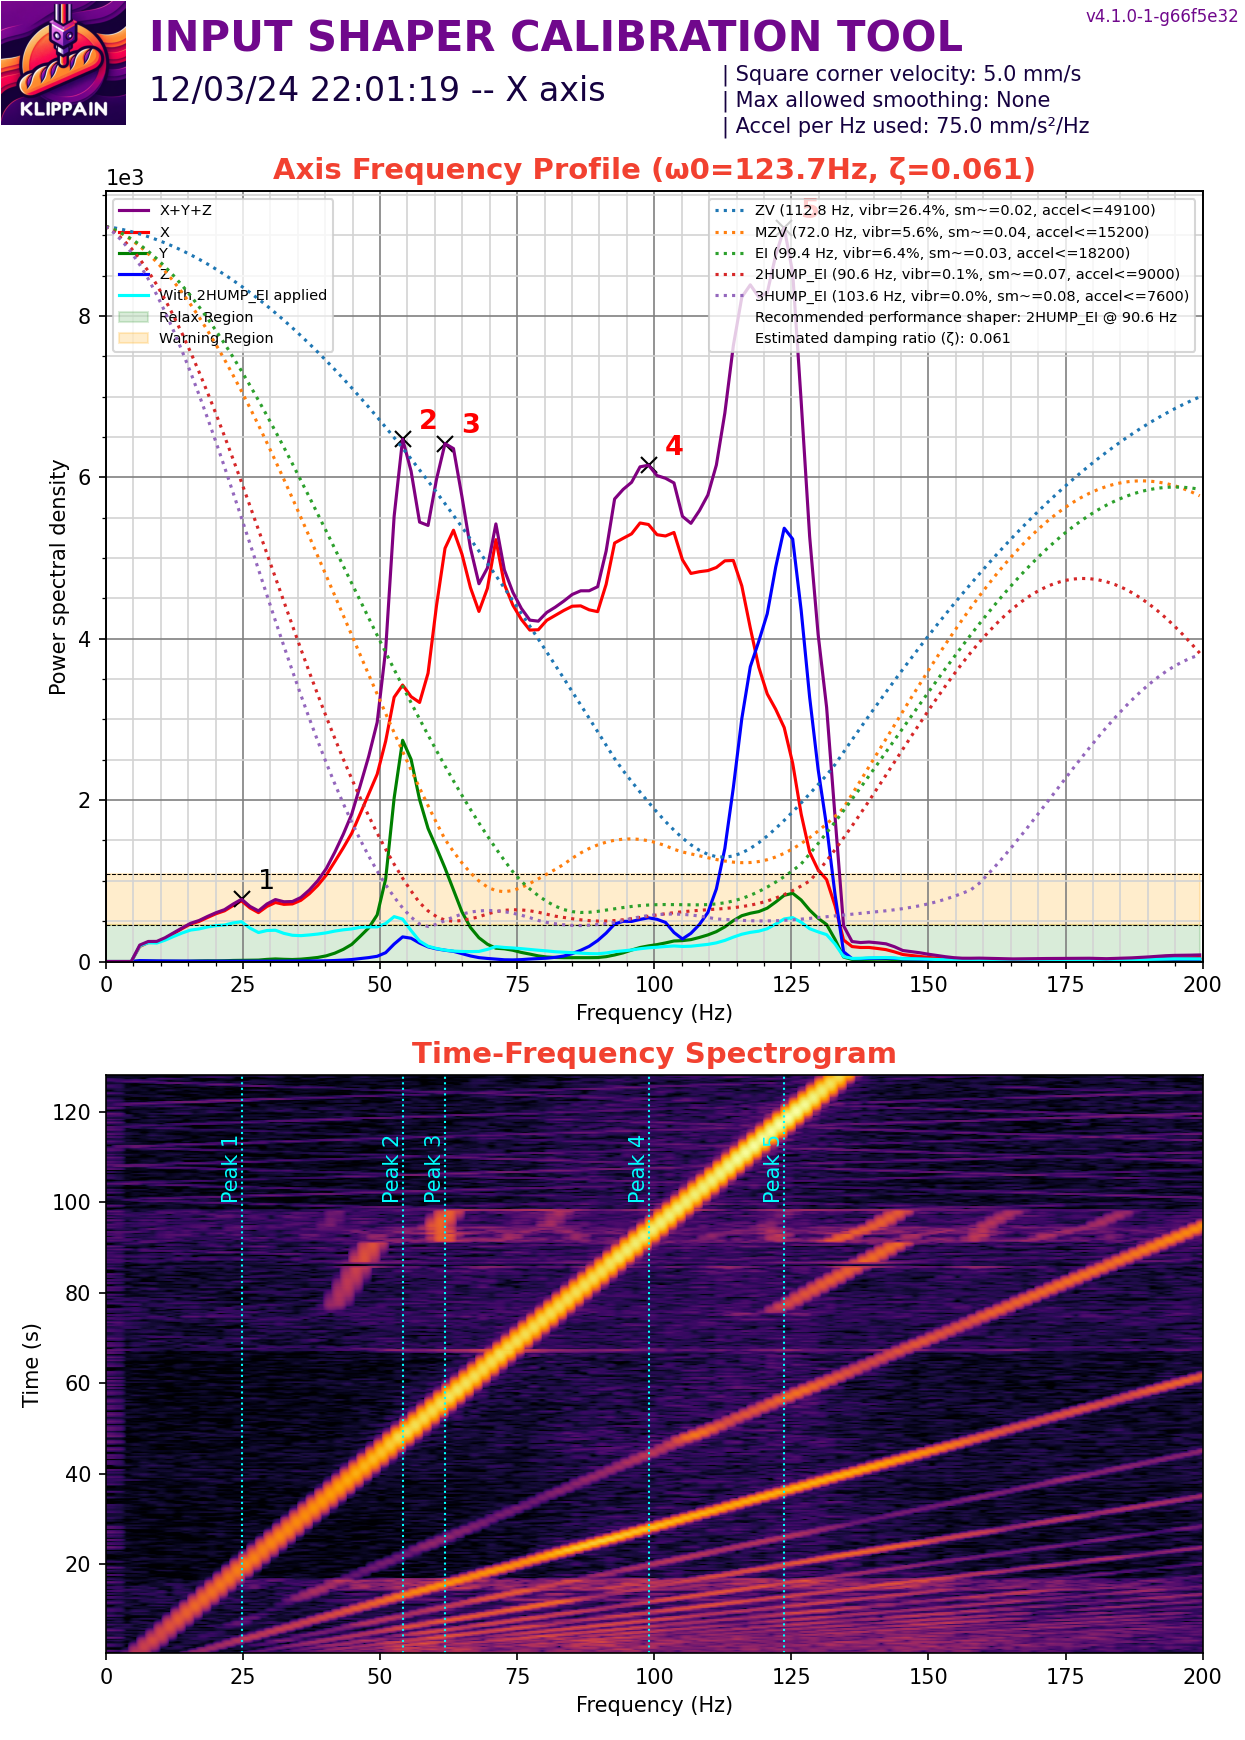 v4.1.0-1-g66f5e32
INPUT SHAPER CALIBRATION TOOL
12/03/24 22:01:19 -- X axis
| Square corner velocity: 5.0 mm/s
| Max allowed smoothing: None
| Accel per Hz used: 75.0 mm/s²/Hz
KLIPPAIN
Axis Frequency Profile (ω0=123.7Hz, ζ=0.061)
1e3
X+Y+Z
X
Y
Z
With 2HUMP_EI applied
Relax Region
Warning Region
ZV (112.8 Hz, vibr=26.4%, sm~=0.02, accel<=49100)
MZV (72.0 Hz, vibr=5.6%, sm~=0.04, accel<=15200)
EI (99.4 Hz, vibr=6.4%, sm~=0.03, accel<=18200)
2HUMP_EI (90.6 Hz, vibr=0.1%, sm~=0.07, accel<=9000)
3HUMP_EI (103.6 Hz, vibr=0.0%, sm~=0.08, accel<=7600)
Recommended performance shaper: 2HUMP_EI @ 90.6 Hz
Estimated damping ratio (ζ): 0.061
5
2
3
4
1
8
6
4
2
0
Power spectral density
0 25 50 75 100 125 150 175 200
Frequency (Hz)
Time-Frequency Spectrogram
Peak 1
Peak 2
Peak 3
Peak 4
Peak 5
120
100
80
60
40
20
Time (s)
0 25 50 75 100 125 150 175 200
Frequency (Hz)